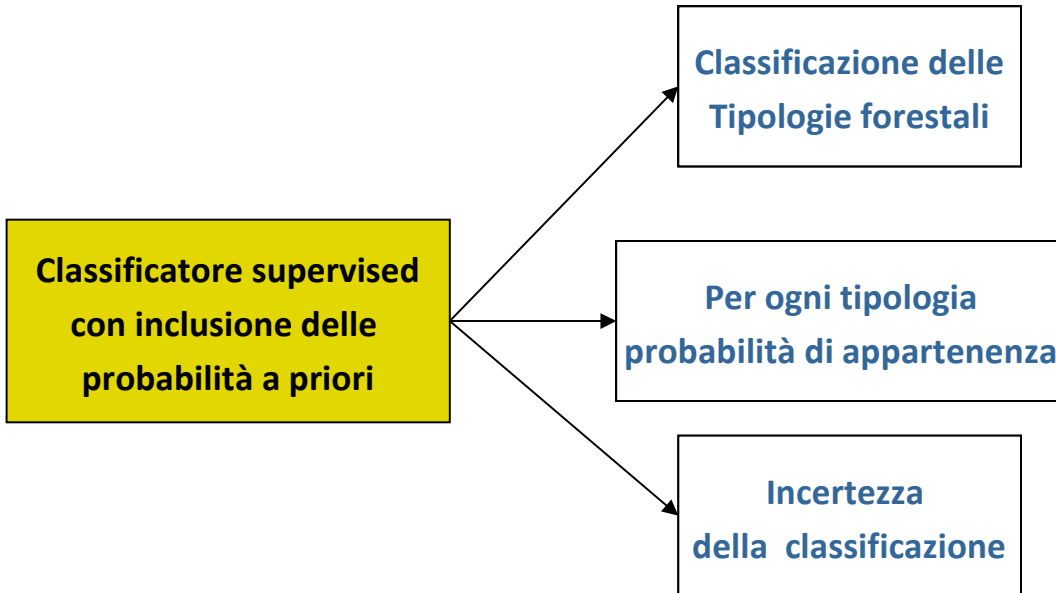 Classificazione delle
Tipologie forestali
Classificatore supervised
con inclusione delle
probabilità a priori
Per ogni tipologia
probabilità di appartenenza
Incertezza
della classificazione